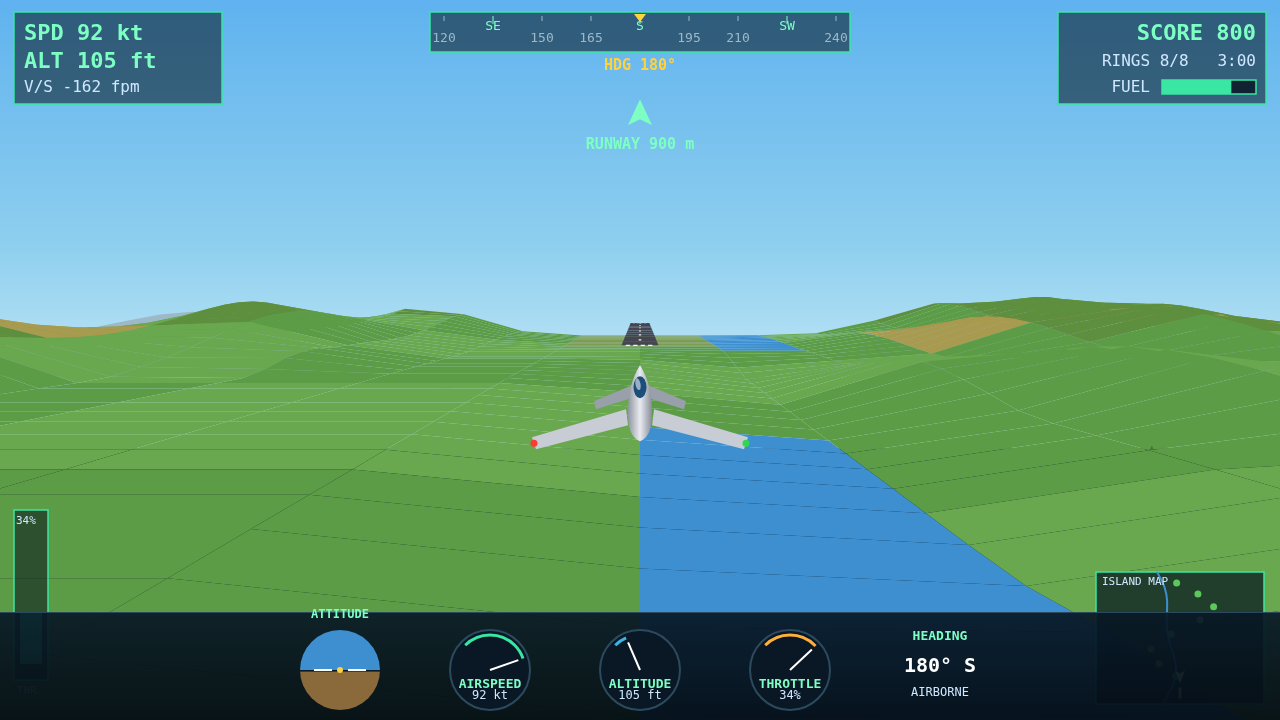 SPD 92 kt
ALT 105 ft
V/S -162 fpm
SE S SW
120 150 165 195 210 240
HDG 180°
RUNWAY 900 m
SCORE 800
RINGS 8/8 3:00
FUEL
34%
THR
ISLAND MAP
ATTITUDE
AIRSPEED
92 kt
ALTITUDE
105 ft
THROTTLE
34%
HEADING
180° S
AIRBORNE